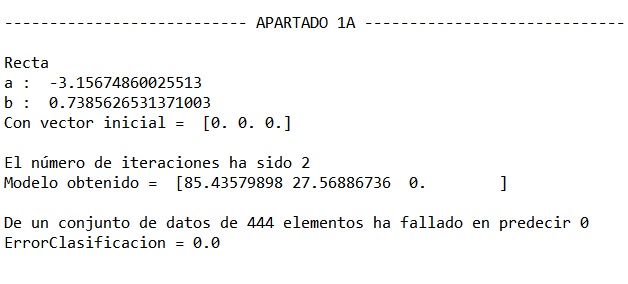 --------------------------- APARTADO 1A -----------------------------
Recta
a :  -3.15674860025513
b :  0.7385626531371003
Con vector inicial =  [0. 0. 0.]
El número de iteraciones ha sido 2
Modelo obtenido =  [85.43579898 27.56886736  0.        ]
De un conjunto de datos de 444 elementos ha fallado en predecir 0
ErrorClasificacion = 0.0